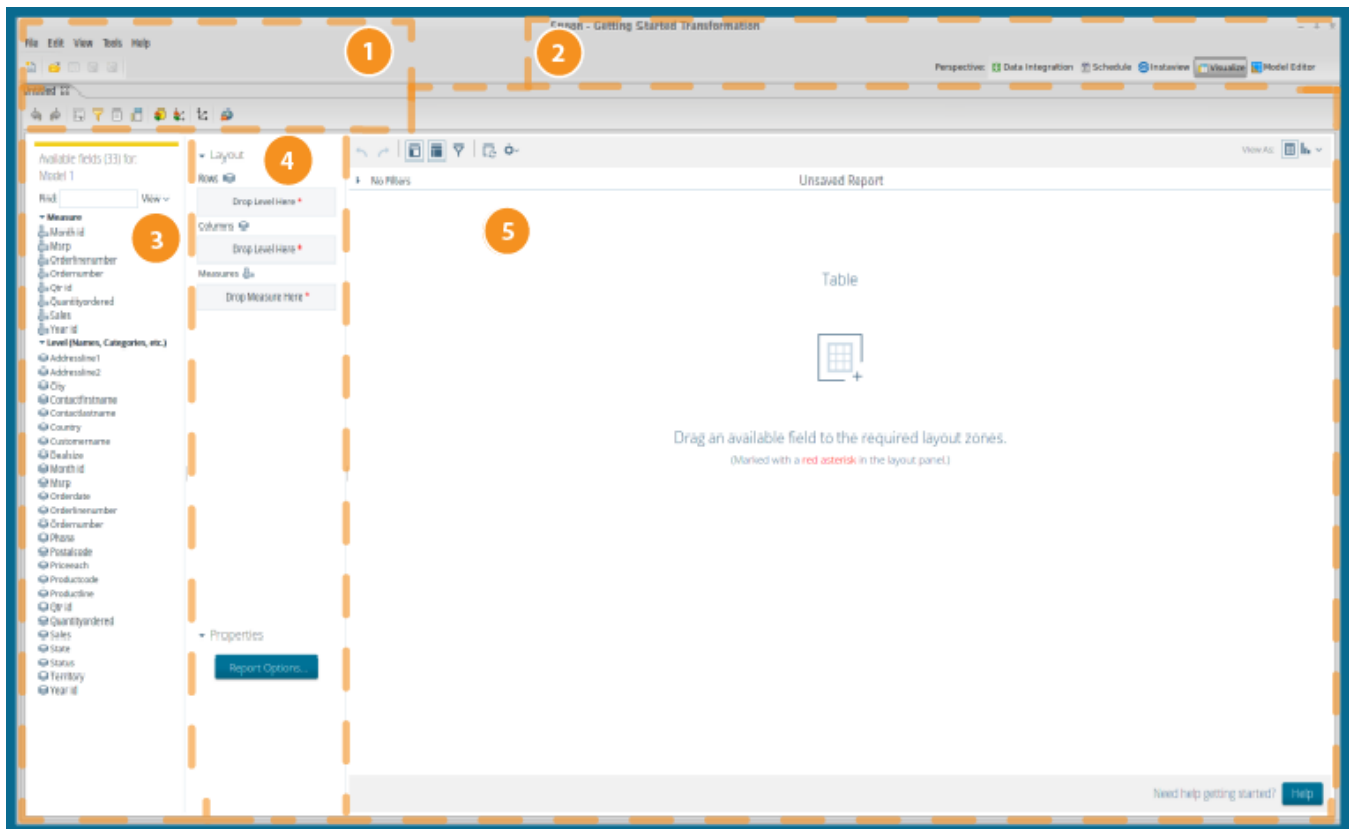 Spoon - Getting Started Transformation
File Edit View Tools Help
1
2
Perspective: Data Integration Schedule Instaview Visualize Model Editor
Untitled
Available fields (33) for:
Model 1
Find: View
Measure
Month id
Msrp
Orderlinenumber
Ordernumber
Qtr id
Quantityordered
Sales
Year id
Level (Names, Categories, etc.)
Addressline1
Addressline2
City
Contactfirstname
Contactlastname
Country
Customername
Dealsize
Month id
Msrp
Orderdate
Orderlinenumber
Ordernumber
Phone
Postalcode
Priceeach
Productcode
Productline
Qtr id
Quantityordered
Sales
State
Status
Territory
Year id
3
Layout
4
Rows
Drop Level Here *
Columns
Drop Level Here *
Measures
Drop Measure Here *
Properties
Report Options...
View As:
No Filters
Unsaved Report
5
Table
Drag an available field to the required layout zones.
(Marked with a red asterisk in the layout panel.)
Need help getting started? Help